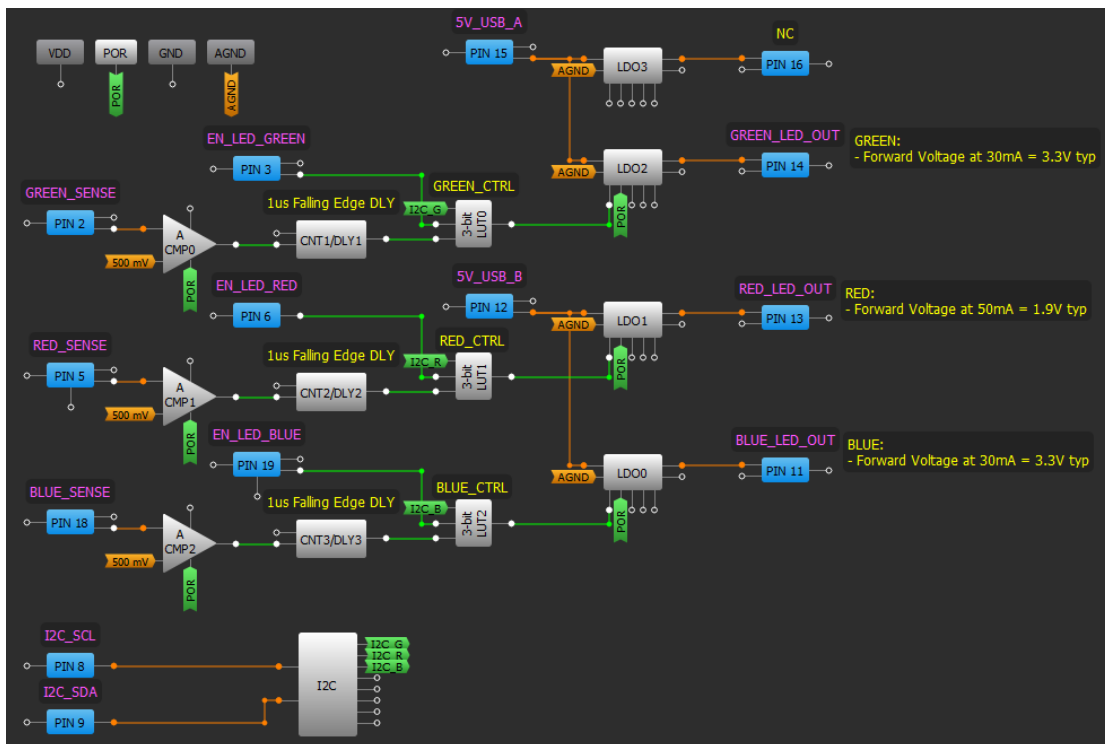 VDD
POR
GND
AGND
POR
AGND
5V_USB_A
PIN 15
AGND
LDO3
NC
PIN 16
EN_LED_GREEN
PIN 3
GREEN_LED_OUT
PIN 14
GREEN:
- Forward Voltage at 30mA = 3.3V typ
AGND
LDO2
POR
GREEN_SENSE
PIN 2
500 mV
A
CMP0
POR
1us Falling Edge DLY
CNT1/DLY1
GREEN_CTRL
I2C_G
3-bit
LUT0
EN_LED_RED
PIN 6
5V_USB_B
PIN 12
AGND
LDO1
POR
RED_LED_OUT
PIN 13
RED:
- Forward Voltage at 50mA = 1.9V typ
RED_SENSE
PIN 5
500 mV
A
CMP1
POR
1us Falling Edge DLY
CNT2/DLY2
RED_CTRL
I2C_R
3-bit
LUT1
EN_LED_BLUE
PIN 19
AGND
LDO0
POR
BLUE_LED_OUT
PIN 11
BLUE:
- Forward Voltage at 30mA = 3.3V typ
BLUE_SENSE
PIN 18
500 mV
A
CMP2
POR
1us Falling Edge DLY
CNT3/DLY3
BLUE_CTRL
I2C_B
3-bit
LUT2
I2C_SCL
PIN 8
I2C_SDA
PIN 9
I2C
I2C_G
I2C_R
I2C_B